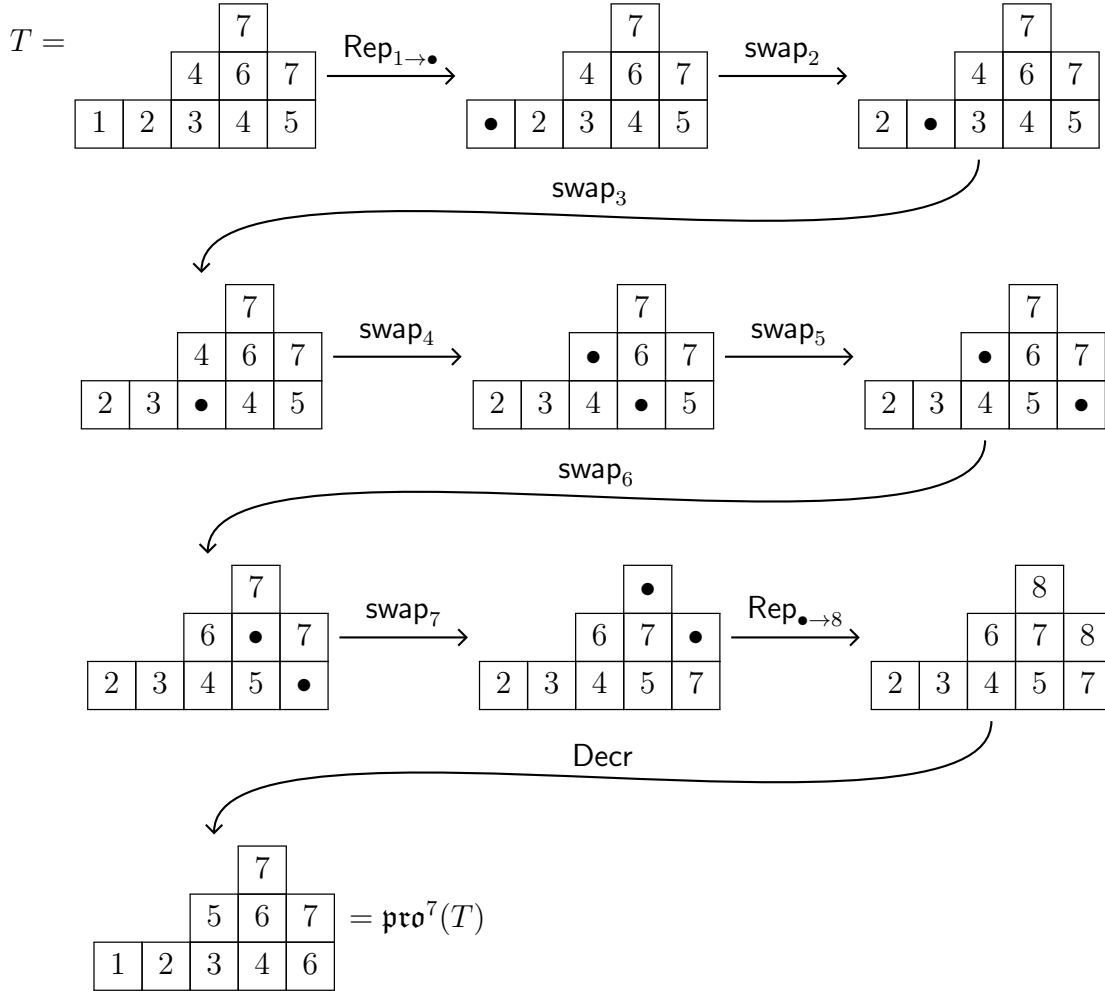 7 7 7
T = 4 6 7 Rep₁→• 4 6 7 swap₂ 4 6 7
1 2 3 4 5 • 2 3 4 5 2 • 3 4 5
swap₃
7 7 7
4 6 7 swap₄ • 6 7 swap₅ • 6 7
2 3 • 4 5 2 3 4 • 5 2 3 4 5 •
swap₆
7 • 8
6 • 7 swap₇ 6 7 • Rep•→8 6 7 8
2 3 4 5 • 2 3 4 5 7 2 3 4 5 7
Decr
7
5 6 7 = 𝔭𝔯𝔬⁷(T)
1 2 3 4 6